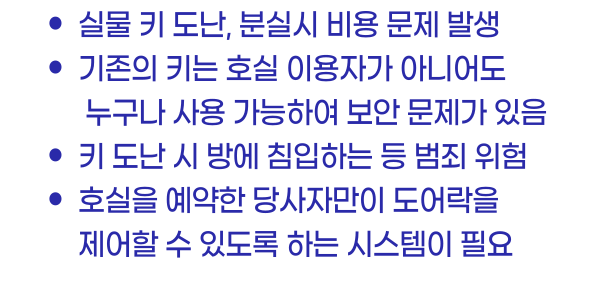 • 실물 키 도난, 분실시 비용 문제 발생
• 기존의 키는 호실 이용자가 아니어도
누구나 사용 가능하여 보안 문제가 있음
• 키 도난 시 방에 침입하는 등 범죄 위험
• 호실을 예약한 당사자만이 도어락을
제어할 수 있도록 하는 시스템이 필요